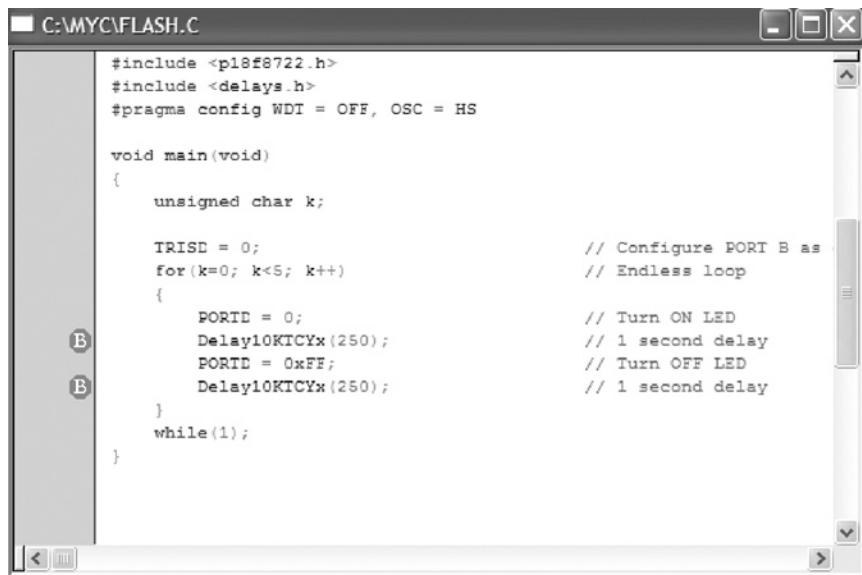 C:\MYC\FLASH.C
#include <p18f8722.h>
#include <delays.h>
#pragma config WDT = OFF, OSC = HS
void main(void)
{
unsigned char k;
TRISD = 0; // Configure PORT B as
for(k=0; k<5; k++) // Endless loop
{
PORTD = 0; // Turn ON LED
B Delay10KTCYx(250); // 1 second delay
PORTD = 0xFF; // Turn OFF LED
B Delay10KTCYx(250); // 1 second delay
}
while(1);
}